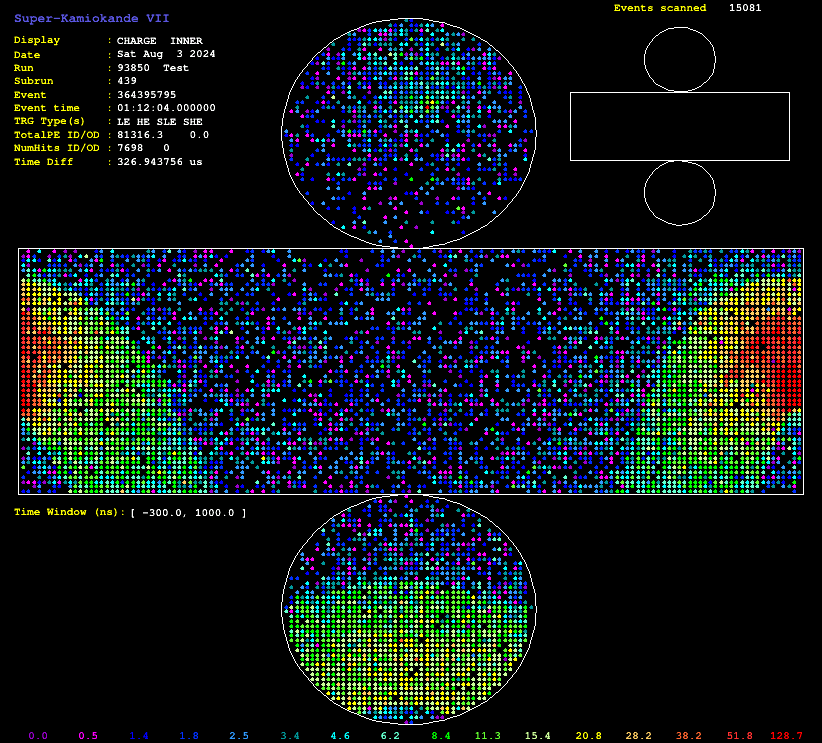 Super-Kamiokande VII
Display : CHARGE INNER
Date : Sat Aug 3 2024
Run : 93850 Test
Subrun : 439
Event : 364395795
Event time : 01:12:04.000000
TRG Type(s) : LE HE SLE SHE
TotalPE ID/OD : 81316.3 0.0
NumHits ID/OD : 7698 0
Time Diff : 326.943756 us
Events scanned 15081
Time Window (ns): [ -300.0, 1000.0 ]
0.0 0.5 1.4 1.8 2.5 3.4 4.6 6.2 8.4 11.3 15.4 20.8 28.2 38.2 51.8 128.7